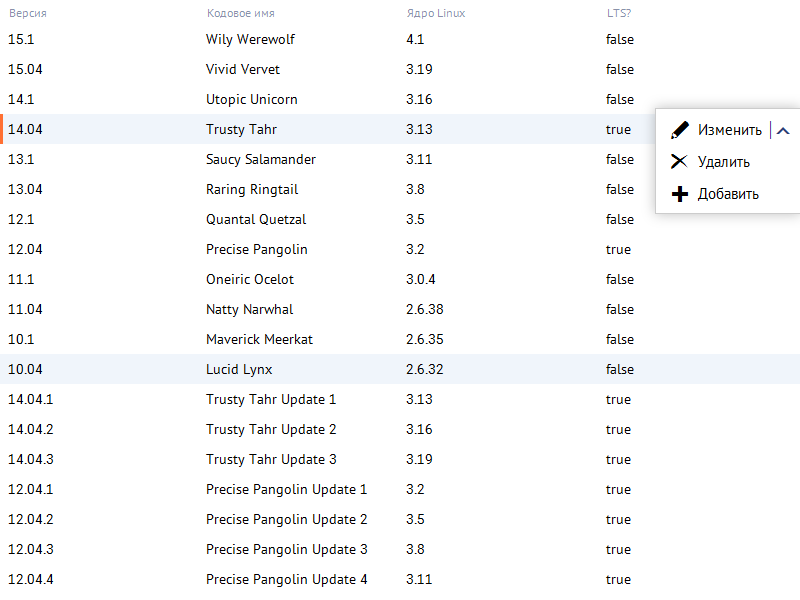 Версия Кодовое имя Ядро Linux LTS?
15.1 Wily Werewolf 4.1 false
15.04 Vivid Vervet 3.19 false
14.1 Utopic Unicorn 3.16 false
14.04 Trusty Tahr 3.13 true Изменить
13.1 Saucy Salamander 3.11 false Удалить
13.04 Raring Ringtail 3.8 false Добавить
12.1 Quantal Quetzal 3.5 false
12.04 Precise Pangolin 3.2 true
11.1 Oneiric Ocelot 3.0.4 false
11.04 Natty Narwhal 2.6.38 false
10.1 Maverick Meerkat 2.6.35 false
10.04 Lucid Lynx 2.6.32 false
14.04.1 Trusty Tahr Update 1 3.13 true
14.04.2 Trusty Tahr Update 2 3.16 true
14.04.3 Trusty Tahr Update 3 3.19 true
12.04.1 Precise Pangolin Update 1 3.2 true
12.04.2 Precise Pangolin Update 2 3.5 true
12.04.3 Precise Pangolin Update 3 3.8 true
12.04.4 Precise Pangolin Update 4 3.11 true